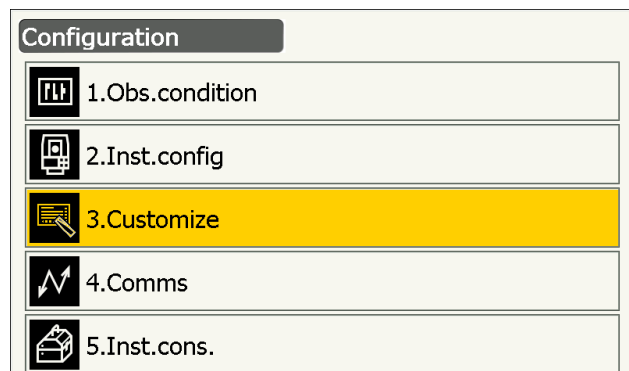 Configuration
1.Obs.condition
2.Inst.config
3.Customize
4.Comms
5.Inst.cons.